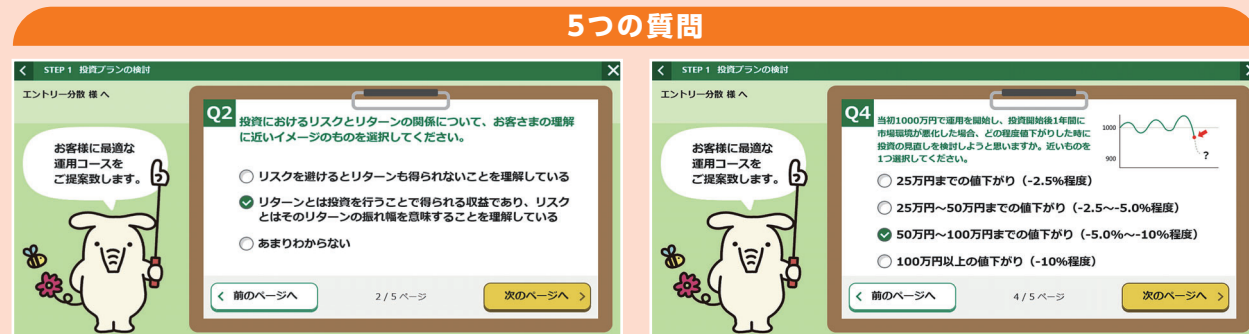 5つの質問
STEP 1 投資プランの検討
エントリー分散 様 へ
お客様に最適な
運用コースを
ご提案致します。
Q2
投資におけるリスクとリターンの関係について、お客さまの理解
に近いイメージのものを選択してください。
リスクを避けるとリターンも得られないことを理解している
リターンとは投資を行うことで得られる収益であり、リスク
とはそのリターンの振れ幅を意味することを理解している
あまりわからない
前のページへ
2 / 5 ページ
次のページへ
STEP 1 投資プランの検討
エントリー分散 様 へ
お客様に最適な
運用コースを
ご提案致します。
Q4
当初1000万円で運用を開始し、投資開始後1年間に
市場環境が悪化した場合、どの程度値下がりした時に
投資の見直しを検討しようと思いますか。近いものを
1つ選択してください。
1000
900
?
25万円までの値下がり（-2.5%程度）
25万円～50万円までの値下がり（-2.5～-5.0%程度）
50万円～100万円までの値下がり（-5.0%～-10%程度）
100万円以上の値下がり（-10%程度）
前のページへ
4 / 5 ページ
次のページへ